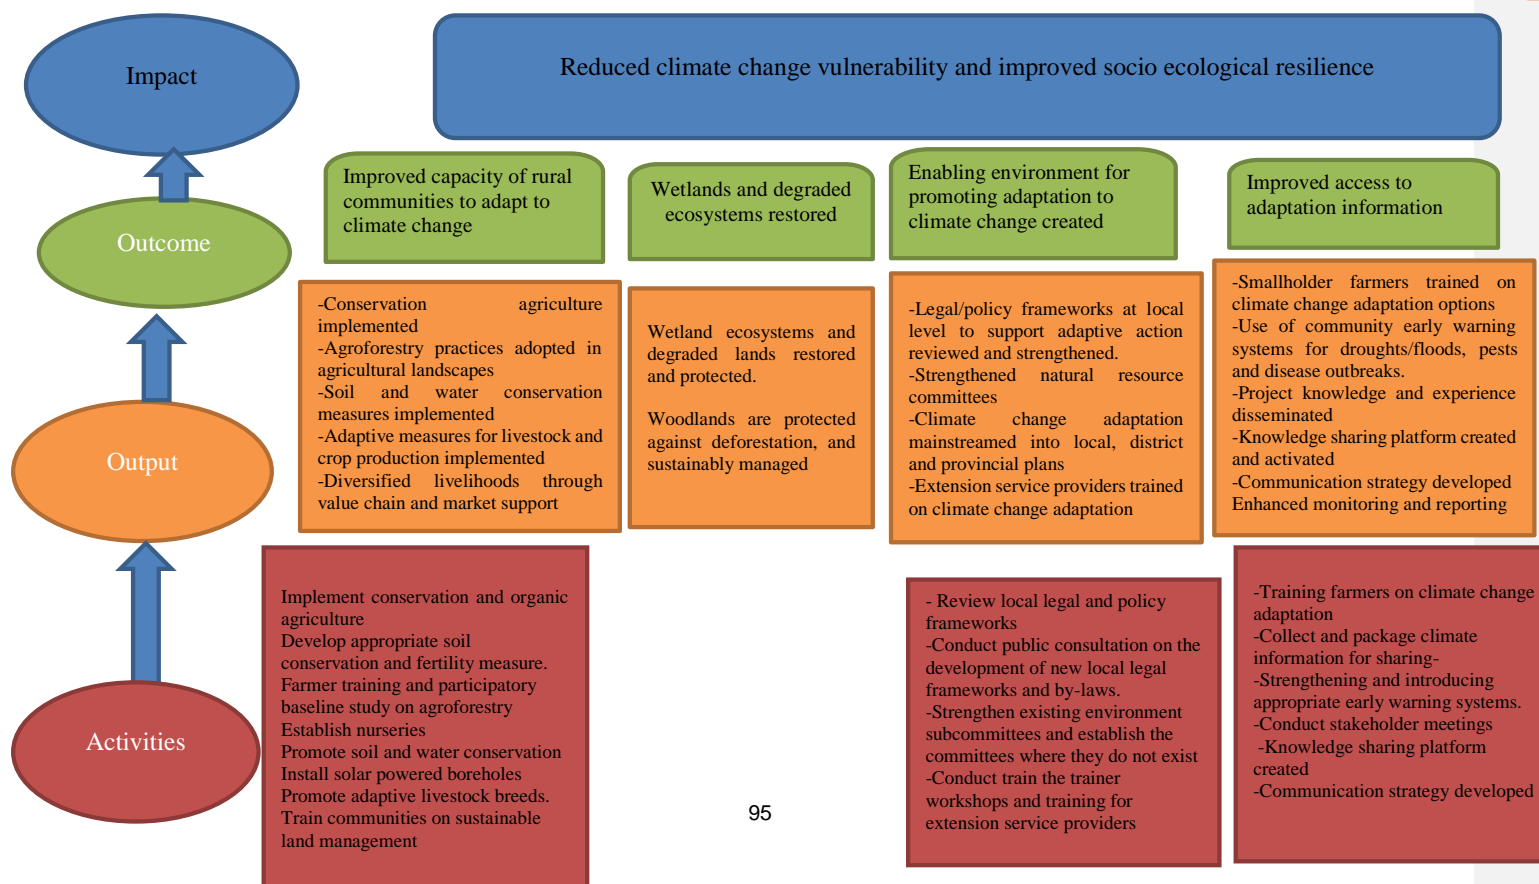 Impact
Reduced climate change vulnerability and improved socio ecological resilience
Outcome
Improved capacity of rural
communities to adapt to
climate change
Wetlands and degraded
ecosystems restored
Enabling environment for
promoting adaptation to
climate change created
Improved access to
adaptation information
Output
-Conservation agriculture
implemented
-Agroforestry practices adopted in
agricultural landscapes
-Soil and water conservation
measures implemented
-Adaptive measures for livestock and
crop production implemented
-Diversified livelihoods through
value chain and market support
Wetland ecosystems and
degraded lands restored
and protected.
Woodlands are protected
against deforestation, and
sustainably managed
-Legal/policy frameworks at local
level to support adaptive action
reviewed and strengthened.
-Strengthened natural resource
committees
-Climate change adaptation
mainstreamed into local, district
and provincial plans
-Extension service providers trained
on climate change adaptation
-Smallholder farmers trained on
climate change adaptation options
-Use of community early warning
systems for droughts/floods, pests
and disease outbreaks.
-Project knowledge and experience
disseminated
-Knowledge sharing platform created
and activated
-Communication strategy developed
Enhanced monitoring and reporting
Activities
Implement conservation and organic
agriculture
Develop appropriate soil
conservation and fertility measure.
Farmer training and participatory
baseline study on agroforestry
Establish nurseries
Promote soil and water conservation
Install solar powered boreholes
Promote adaptive livestock breeds.
Train communities on sustainable
land management
- Review local legal and policy
frameworks
-Conduct public consultation on the
development of new local legal
frameworks and by-laws.
-Strengthen existing environment
subcommittees and establish the
committees where they do not exist
-Conduct train the trainer
workshops and training for
extension service providers
-Training farmers on climate change
adaptation
-Collect and package climate
information for sharing-
-Strengthening and introducing
appropriate early warning systems.
-Conduct stakeholder meetings
-Knowledge sharing platform
created
-Communication strategy developed
95